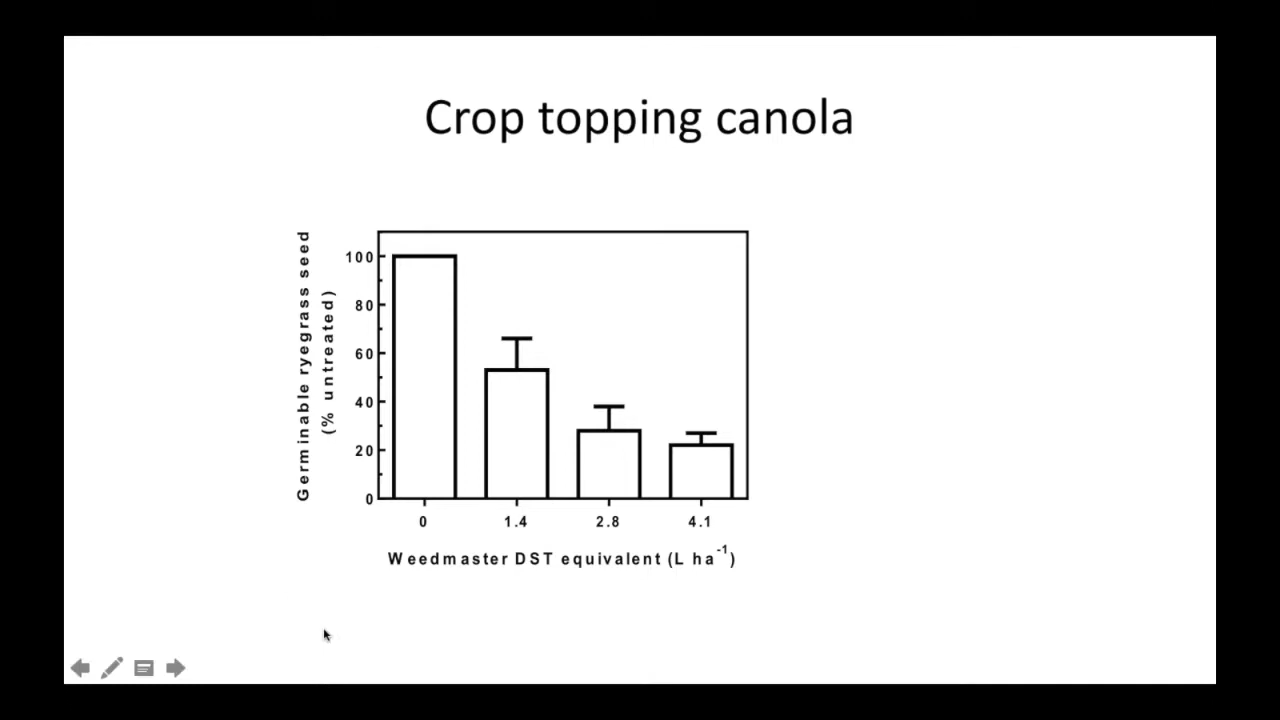 Crop topping canola
Germinable ryegrass seed
(% untreated)
100
80
60
40
20
0
0 1.4 2.8 4.1
Weedmaster DST equivalent (L ha⁻¹)